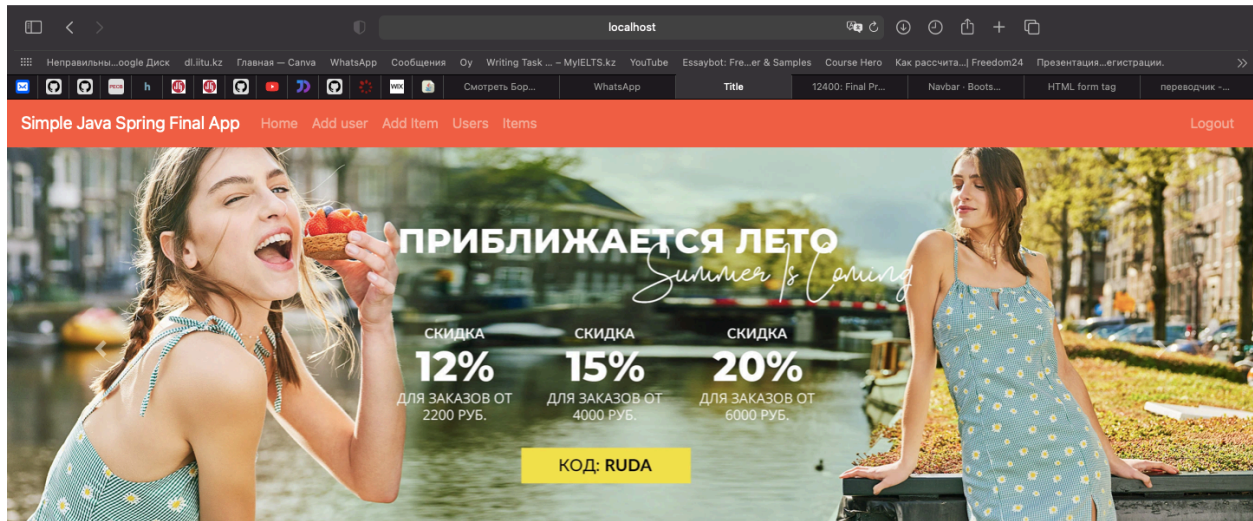 localhost
Неправильны...oogle Диск dl.iitu.kz Главная — Canva WhatsApp Сообщения Оу Writing Task ... – MyIELTS.kz YouTube Essaybot: Fre...er & Samples Course Hero Как рассчита...| Freedom24 Презентация...егистрации.
h WIX Смотреть Бор... WhatsApp Title 12400: Final Pr... Navbar · Boots... HTML form tag переводчик -...
Simple Java Spring Final App Home Add user Add Item Users Items Logout
ПРИБЛИЖАЕТСЯ ЛЕТО
Summer Is Coming
СКИДКА СКИДКА СКИДКА
12% 15% 20%
ДЛЯ ЗАКАЗОВ ОТ ДЛЯ ЗАКАЗОВ ОТ ДЛЯ ЗАКАЗОВ ОТ
2200 РУБ. 4000 РУБ. 6000 РУБ.
КОД: RUDA